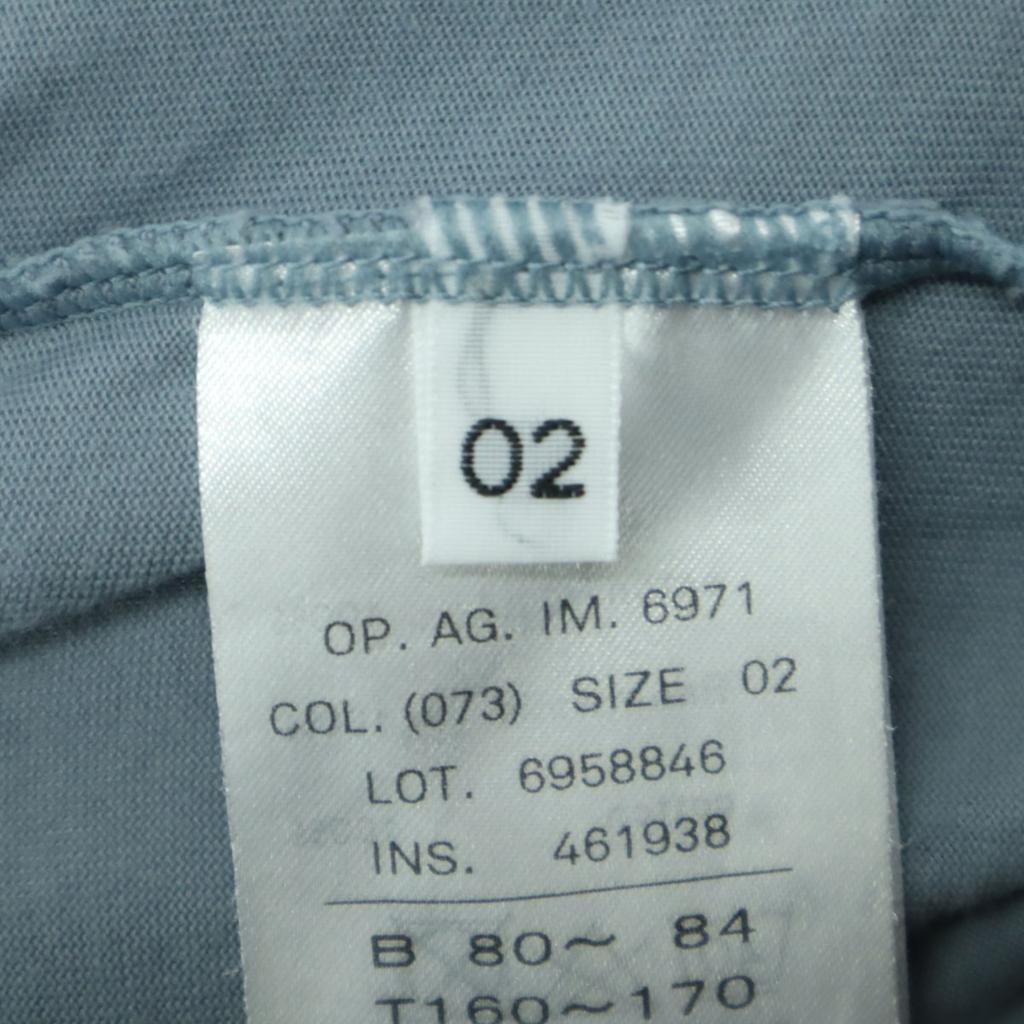 02
OP. AG. IM. 6971
COL. (073) SIZE 02
LOT. 6958846
INS. 461938
B 80～ 84
T160～170